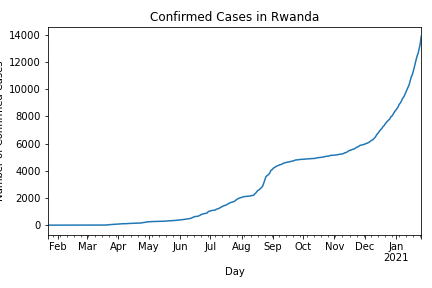 Confirmed Cases in Rwanda
14000
12000
10000
8000
6000
4000
2000
0
Number of Confirmed Cases
Feb Mar Apr May Jun Jul Aug Sep Oct Nov Dec Jan
2021
Day